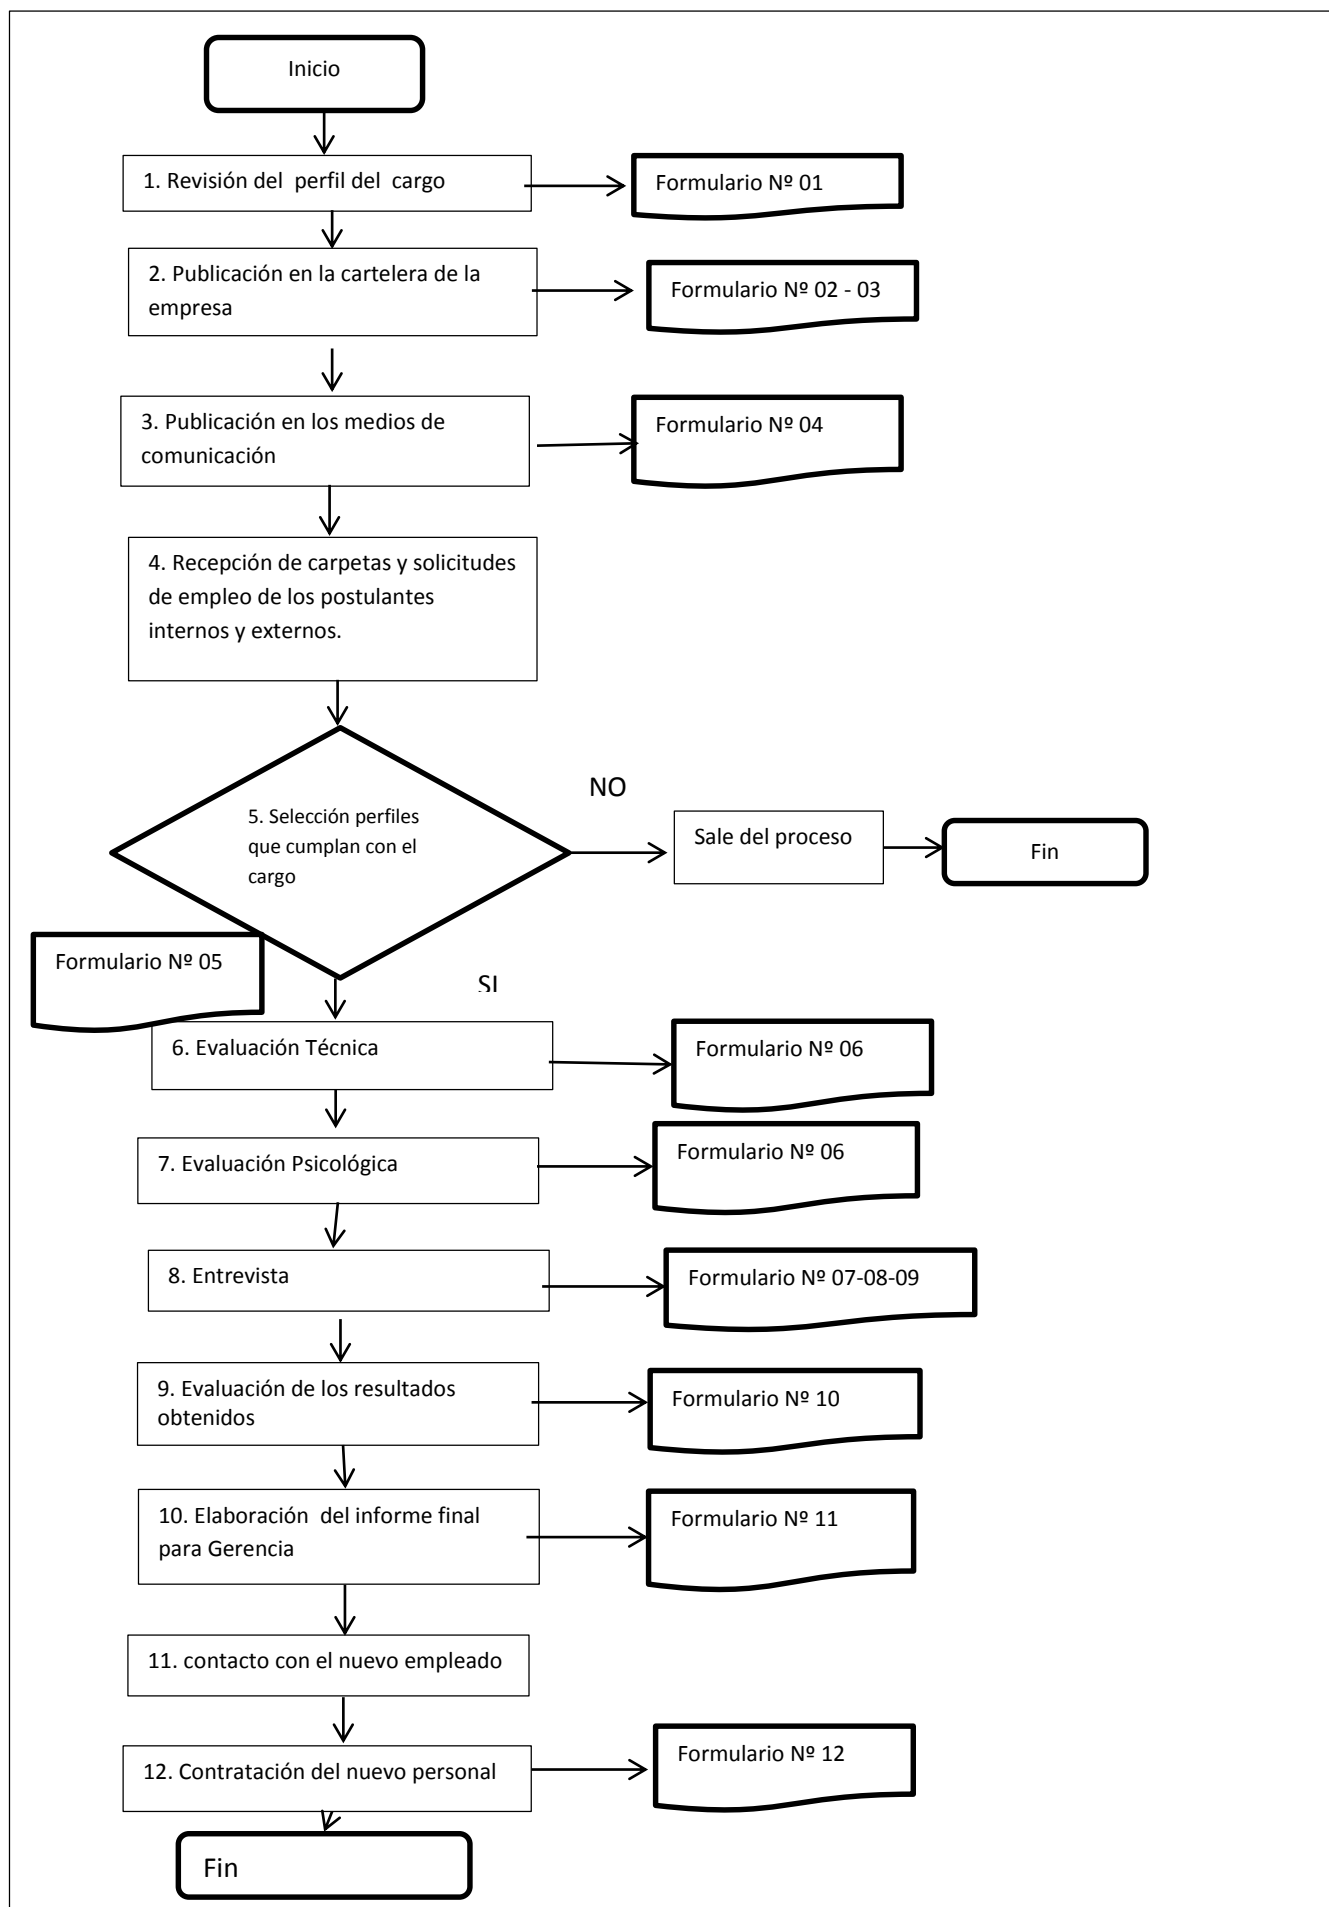 Inicio
1. Revisión del perfil del cargo
Formulario Nº 01
2. Publicación en la cartelera de la
empresa
Formulario Nº 02 - 03
3. Publicación en los medios de
comunicación
Formulario Nº 04
4. Recepción de carpetas y solicitudes
de empleo de los postulantes
internos y externos.
5. Selección perfiles
que cumplan con el
cargo
NO
Sale del proceso
Fin
Formulario Nº 05
SI
6. Evaluación Técnica
Formulario Nº 06
7. Evaluación Psicológica
Formulario Nº 06
8. Entrevista
Formulario Nº 07-08-09
9. Evaluación de los resultados
obtenidos
Formulario Nº 10
10. Elaboración del informe final
para Gerencia
Formulario Nº 11
11. contacto con el nuevo empleado
12. Contratación del nuevo personal
Formulario Nº 12
Fin